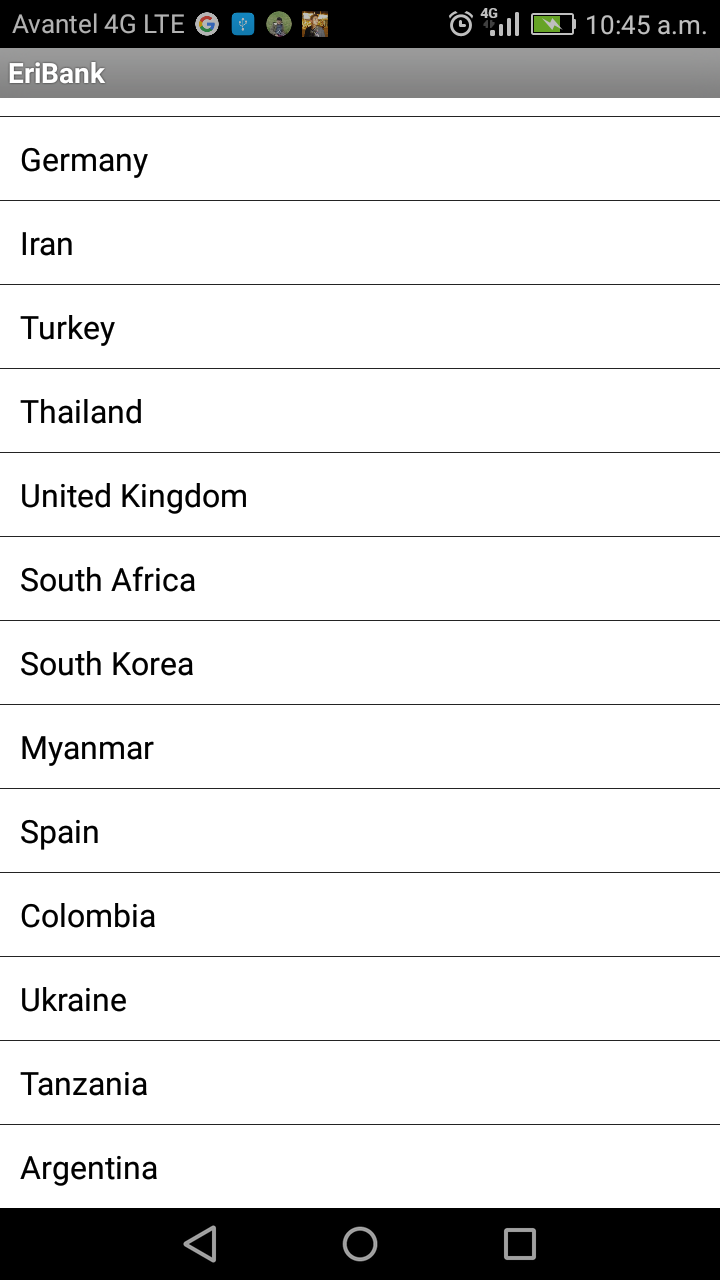 Avantel 4G LTE 4G 10:45 a.m.
EriBank
Germany
Iran
Turkey
Thailand
United Kingdom
South Africa
South Korea
Myanmar
Spain
Colombia
Ukraine
Tanzania
Argentina